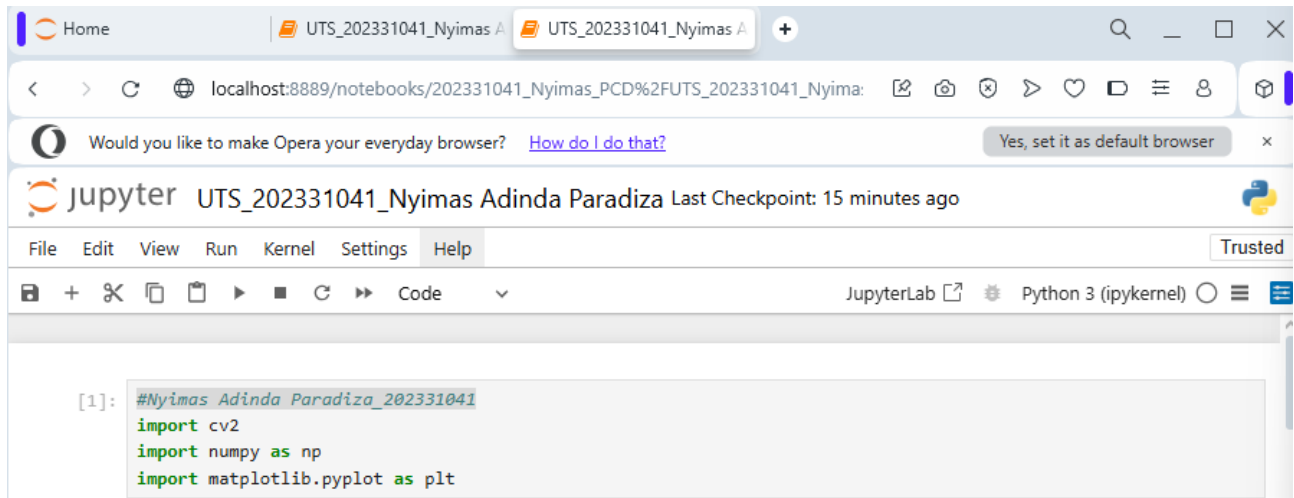 Home UTS_202331041_Nyimas A UTS_202331041_Nyimas A
localhost:8889/notebooks/202331041_Nyimas_PCD%2FUTS_202331041_Nyima:
Would you like to make Opera your everyday browser? How do I do that? Yes, set it as default browser
jupyter UTS_202331041_Nyimas Adinda Paradiza Last Checkpoint: 15 minutes ago
File Edit View Run Kernel Settings Help Trusted
Code JupyterLab Python 3 (ipykernel)
[1]: #Nyimas Adinda Paradiza_202331041
import cv2
import numpy as np
import matplotlib.pyplot as plt